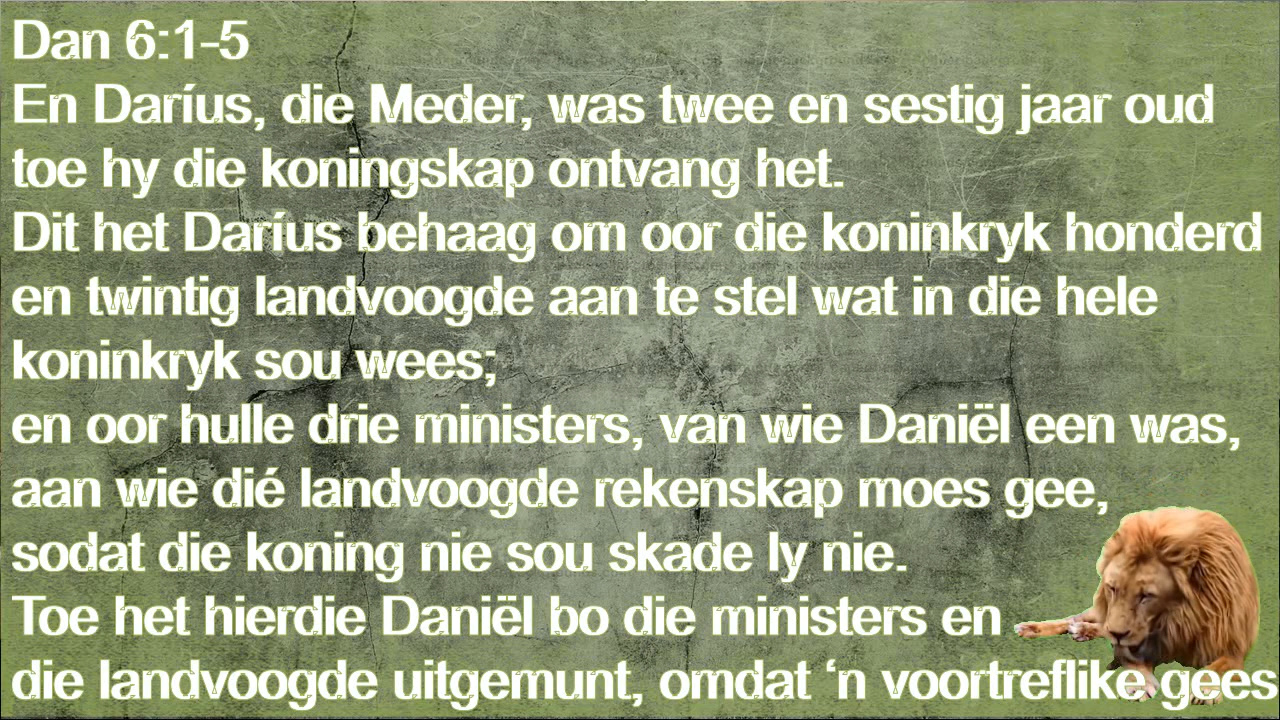 Dan 6:1-5
En Daríus, die Meder, was twee en sestig jaar oud
toe hy die koningskap ontvang het.
Dit het Daríus behaag om oor die koninkryk honderd
en twintig landvoogde aan te stel wat in die hele
koninkryk sou wees;
en oor hulle drie ministers, van wie Daniël een was,
aan wie dié landvoogde rekenskap moes gee,
sodat die koning nie sou skade ly nie.
Toe het hierdie Daniël bo die ministers en
die landvoogde uitgemunt, omdat ‘n voortreflike gees